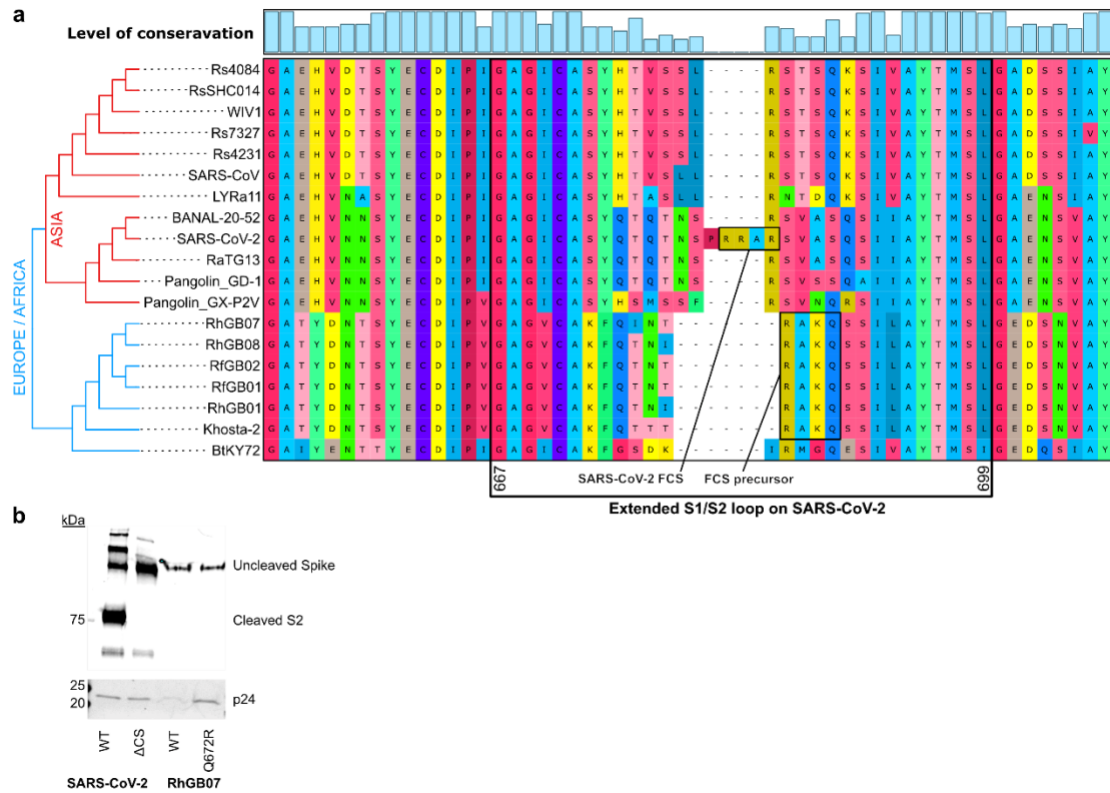 a
Level of conseravation
Rs4084 G A E H V D T S Y E C D I P I G A G I C A S Y H T V S S L - - - - R S T S Q K S I V A Y T M S L G A D S S I A Y
RsSHC014 G A E H V D T S Y E C D I P I G A G I C A S Y H T V S S L - - - - R S T S Q K S I V A Y T M S L G A D S S I A Y
WIV1 G A E H V D T S Y E C D I P I G A G I C A S Y H T V S S L - - - - R S T S Q K S I V A Y T M S L G A D S S I A Y
Rs7327 G A E H V D T S Y E C D I P I G A G I C A S Y H T V S S L - - - - R S T S Q K S I V A Y T M S L G A D S S I V Y
Rs4231 G A E H V D T S Y E C D I P I G A G I C A S Y H T V S S L - - - - R S T S Q K S I V A Y T M S L G A D S S I A Y
SARS-CoV G A E H V D T S Y E C D I P I G A G I C A S Y H T V S L L - - - - R S T S Q K S I V A Y T M S L G A D S S I A Y
LYRa11 G A E H V N A S Y E C D I P I G A G I C A S Y H T A S L L - - - - R N T D Q K S I V A Y T M S L G A E N S I A Y
BANAL-20-52 G A E H V N N S Y E C D I P I G A G I C A S Y Q T Q T N S - - - - R S V A S Q S I I A Y T M S L G A E N S V A Y
SARS-CoV-2 G A E H V N N S Y E C D I P I G A G I C A S Y Q T Q T N S P R R A R S V A S Q S I I A Y T M S L G A E N S V A Y
RaTG13 G A E H V N N S Y E C D I P I G A G I C A S Y Q T Q T N S - - - - R S V A S Q S I I A Y T M S L G A E N S V A Y
Pangolin_GD-1 G A E H V N N S Y E C D I P I G A G I C A S Y Q T Q T N S - - - - R S V S S Q A I I A Y T M S L G A E N S V A Y
Pangolin_GX-P2V G A E H V N N S Y E C D I P V G A G I C A S Y H S M S S F - - - - R S V N Q R S I I A Y T M S L G A E N S V A Y
RhGB07 G A T Y D N T S Y E C D I P V G A G V C A K F Q I N T - - - - - - - R A K Q S S I L A Y T M S L G E D S N V A Y
RhGB08 G A T Y D N T S Y E C D I P V G A G V C A K F Q T N I - - - - - - - R A K Q S S I L A Y T M S L G E D S N V A Y
RfGB02 G A T Y D N T S Y E C D I P V G A G V C A K F Q T N T - - - - - - - R A K Q S S I L A Y T M S L G E D S N V A Y
RfGB01 G A T Y D N T S Y E C D I P V G A G V C A K F Q T N T - - - - - - - R A K Q S S I L A Y T M S L G E D S N V A Y
RhGB01 G A T Y D N T S Y E C D I P V G A G V C A K F Q T N I - - - - - - - R A K Q S S I L A Y T M S L G E D S N V A Y
Khosta-2 G A T Y D N T S Y E C D I P V G A G V C A K F Q T T T - - - - - - - R A K Q S S I L A Y T M S L G E D S N V A Y
BtKY72 G A I Y E N T T Y E C D I P V G A G V C A K F G S D K - - - - - - I R M G Q E S I V A Y T M S L G E D Q S I A Y
ASIA
EUROPE / AFRICA
667
SARS-CoV-2 FCS
FCS precursor
699
Extended S1/S2 loop on SARS-CoV-2
b
kDa
Uncleaved Spike
75
Cleaved S2
25
20
p24
WT
ΔCS
WT
Q672R
SARS-CoV-2
RhGB07